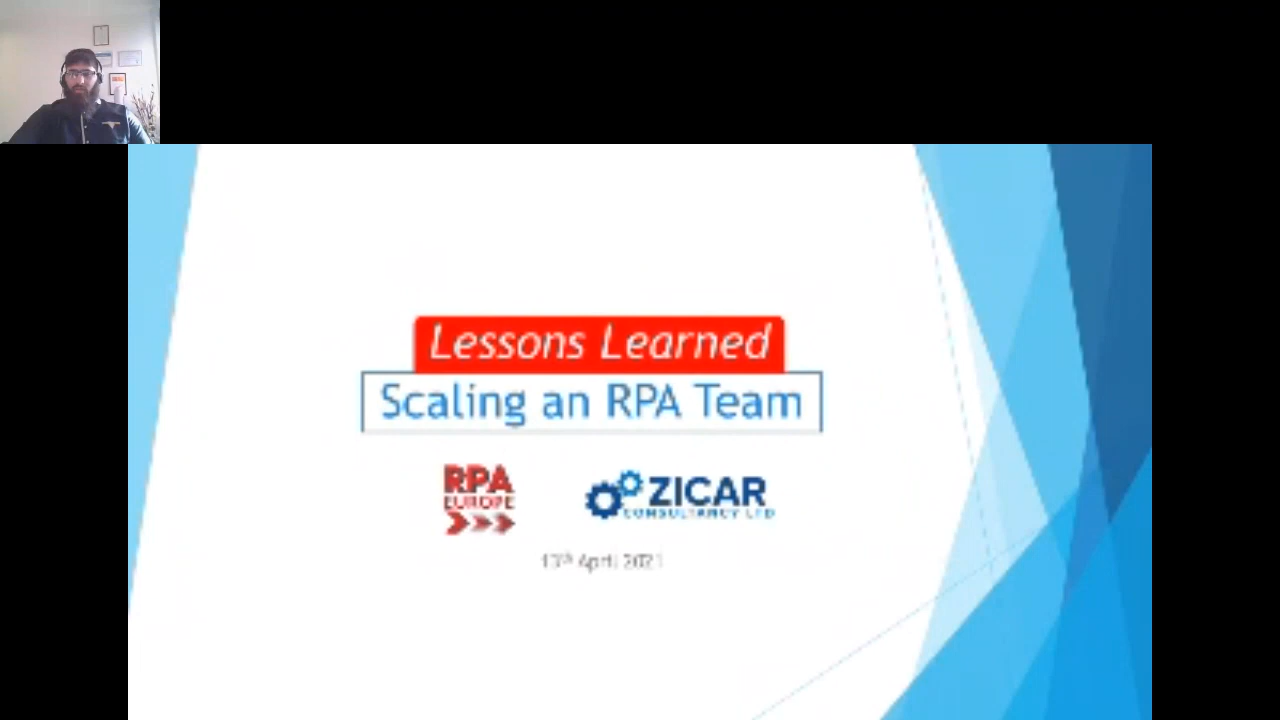 Lessons Learned
Scaling an RPA Team
RPA
EUROPE
ZICAR
CONSULTANCY LTD
13th April 2021